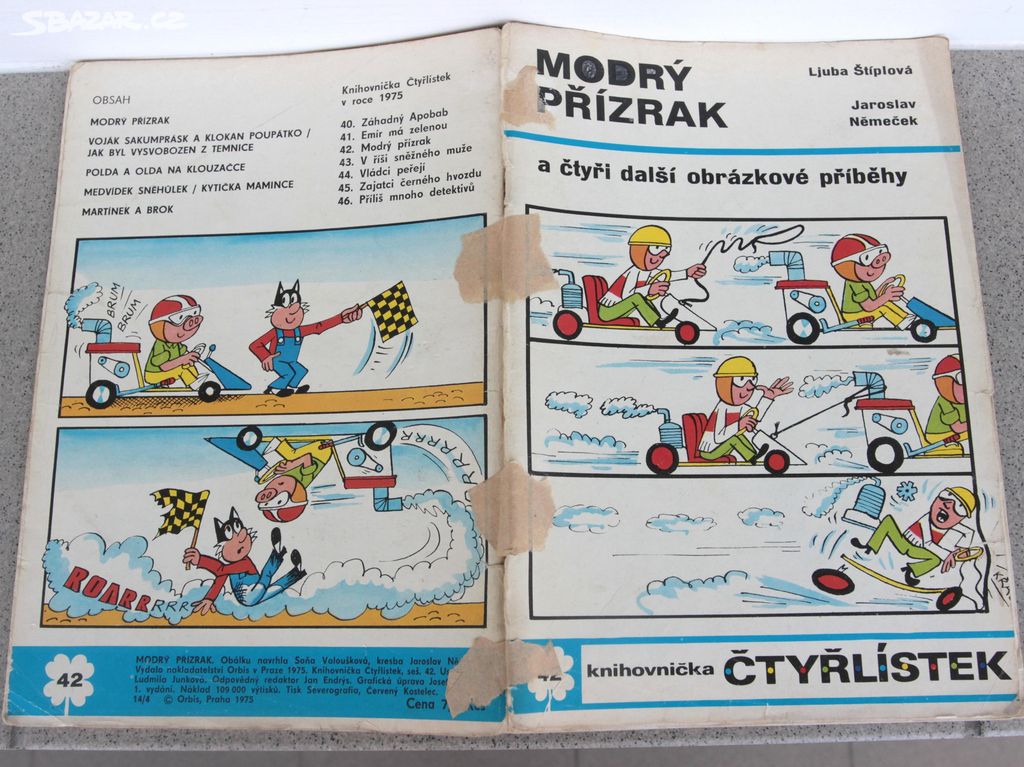 SBAZAR.CZ
OBSAH
MODRÝ PŘÍZRAK
VOJÁK SAKUMPRÁSK A KLOKAN POUPÁTKO /
JAK BYL VYSVOBOZEN Z TEMNICE
POLDA A OLDA NA KLOUZAČCE
MEDVÍDEK SNĚHULEK / KYTIČKA MAMINCE
MARTÍNEK A BROK
Knihovnička Čtyřlístek
v roce 1975
40. Záhadný Apobab
41. Emír má zelenou
42. Modrý přízrak
43. V říši sněžného muže
44. Vládci peřejí
45. Zajatci černého hvozdu
46. Příliš mnoho detektivů
BRUM
BRUM
RRRRRR
ROARRRRRR
42
MODRÝ PŘÍZRAK. Obálku navrhla Soňa Valoušková, kresba Jaroslav
Vydalo nakladatelství Orbis v Praze 1975. Knihovnička Čtyřlístek, seš. 42.
Ludmila Junková. Odpovědný redaktor Jan Endrýs. Grafická úprava
1. vydání. Náklad 109 000 výtisků. Tisk Severografia, Červený Kostelec.
14/4 © Orbis, Praha 1975
Cena Kčs
MODRÝ
PŘÍZRAK
Ljuba Štíplová
Jaroslav
Němeček
a čtyři další obrázkové příběhy
42
knihovnička ČTYŘLÍSTEK